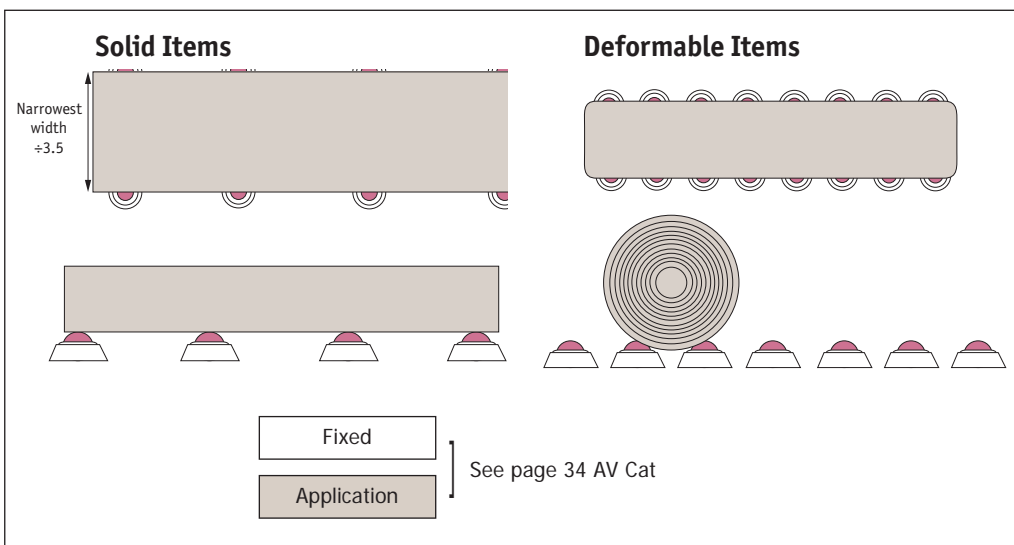 Solid Items
Deformable Items
Narrowest
width
÷3.5
Fixed
See page 34 AV Cat
Application